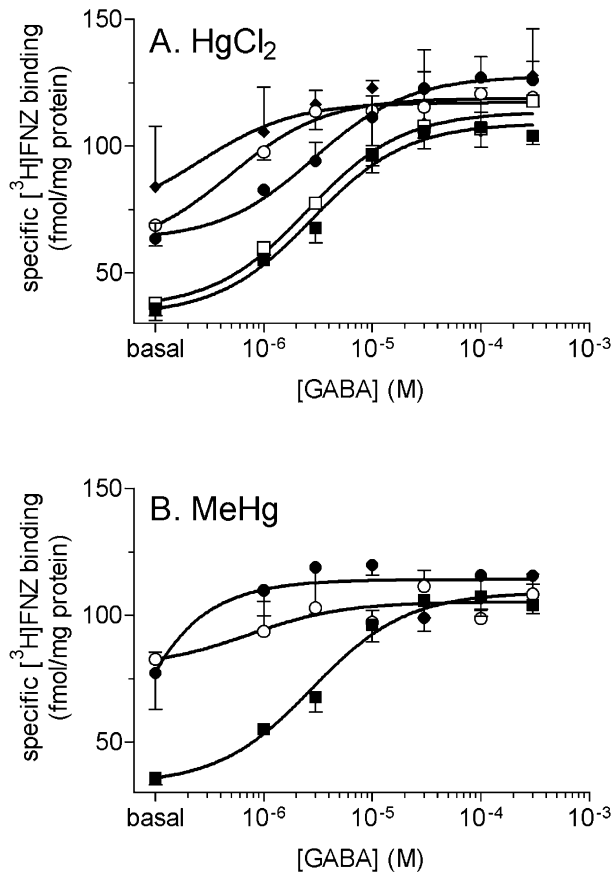 A. HgCl₂
specific [³H]FNZ binding
(fmol/mg protein)
150
100
50
basal 10⁻⁶ 10⁻⁵ 10⁻⁴ 10⁻³
[GABA] (M)
B. MeHg
specific [³H]FNZ binding
(fmol/mg protein)
150
100
50
basal 10⁻⁶ 10⁻⁵ 10⁻⁴ 10⁻³
[GABA] (M)